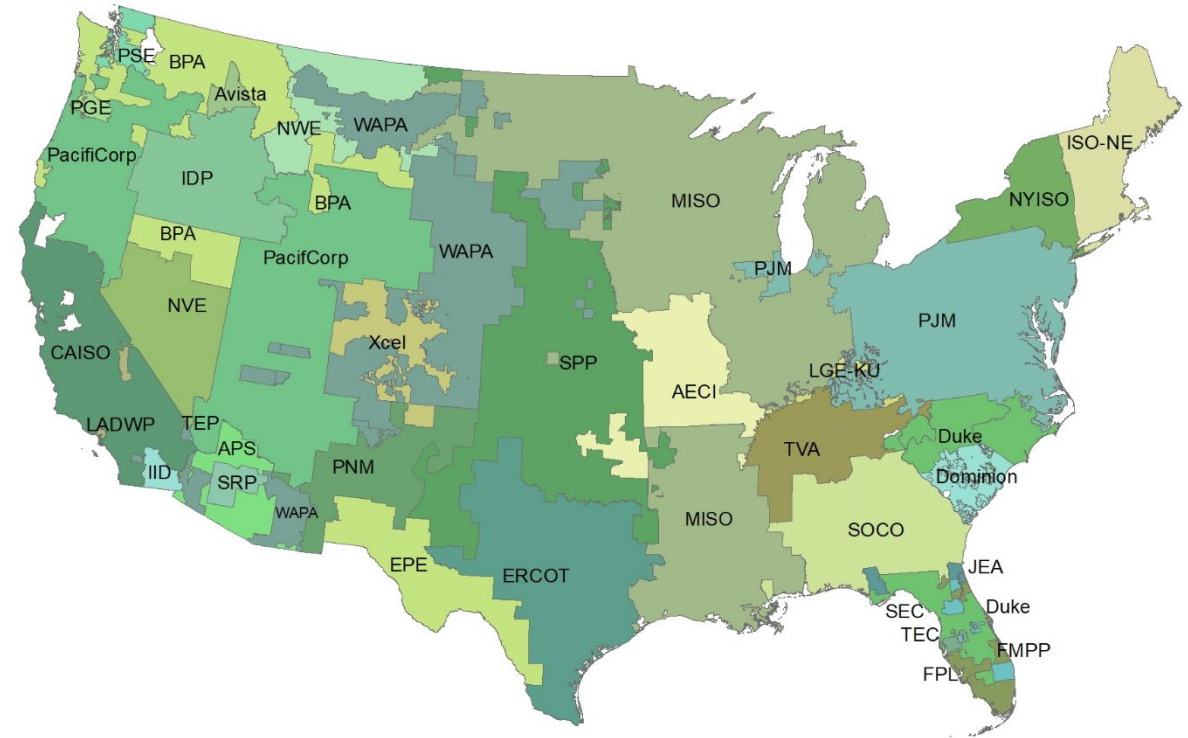 PSE
BPA
PGE
Avista
NWE
WAPA
ISO-NE
PacifiCorp
IDP
BPA
MISO
NYISO
BPA
PacifCorp
WAPA
PJM
NVE
PJM
CAISO
Xcel
SPP
LGE-KU
AECI
LADWP
TEP
APS
TVA
Duke
IID
SRP
PNM
Dominion
WAPA
MISO
SOCO
EPE
ERCOT
JEA
SEC
Duke
TEC
FMPP
FPL